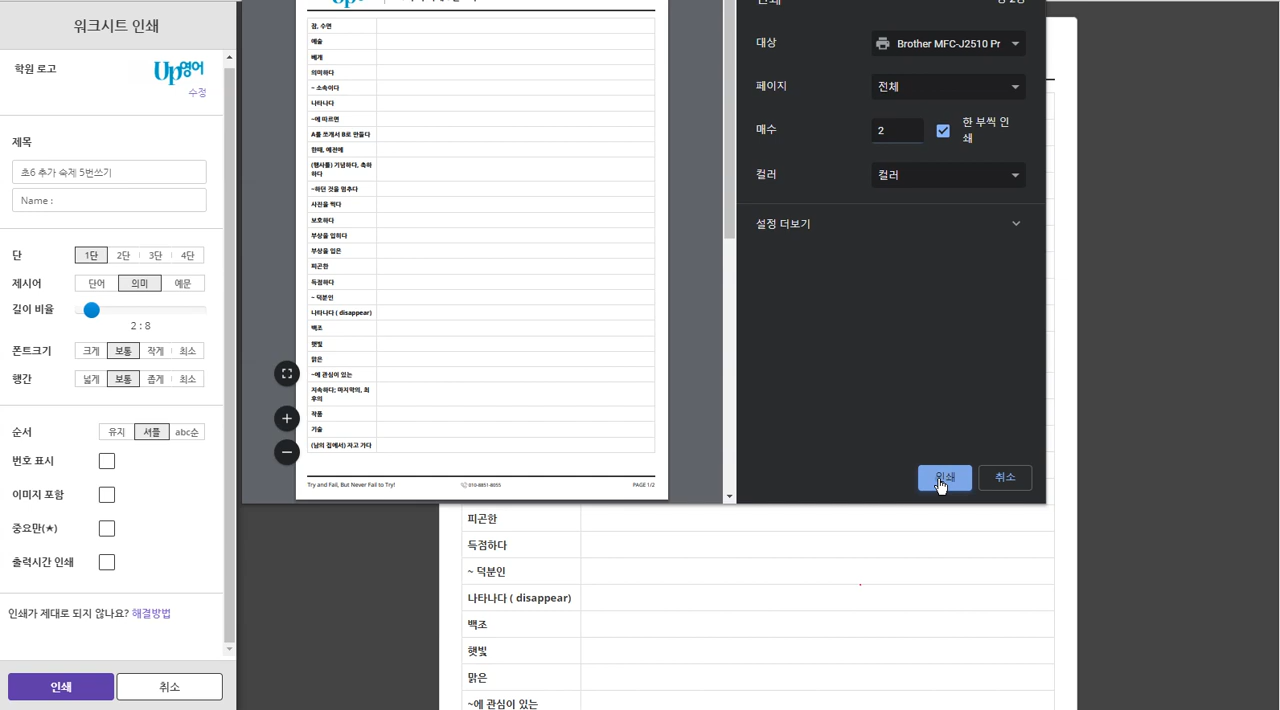 워크시트 인쇄
학원 로고
Up영어
수정
제목
초6 추가 숙제 5번쓰기
Name :
단
1단 2단 3단 4단
제시어
단어 의미 예문
길이 비율
2 : 8
폰트크기
크게 보통 작게 최소
행간
넓게 보통 좁게 최소
순서
유지 셔플 abc순
번호 표시
이미지 포함
중요만(★)
출력시간 인쇄
인쇄가 제대로 되지 않나요? 해결방법
인쇄 취소
잠, 수면
예술
베개
의미하다
~ 소속이다
나타나다
~에 따르면
A를 쪼개서 B로 만들다
한때, 예전에
(행사를) 기념하다, 축하
하다
~하던 것을 멈추다
사진을 찍다
보호하다
부상을 입히다
부상을 입은
피곤한
득점하다
~ 덕분인
나타나다 ( disappear)
백조
햇빛
맑은
~에 관심이 있는
지속하다; 마지막의, 최
후의
작품
기술
(남의 집에서) 자고 가다
Try and Fail, But Never Fail to Try!
010-8851-8055
PAGE 1/2
대상
Brother MFC-J2510 Pr
페이지
전체
매수
2
한 부씩 인
쇄
컬러
컬러
설정 더보기
인쇄 취소
피곤한
득점하다
~ 덕분인
나타나다 ( disappear)
백조
햇빛
맑은
~에 관심이 있는